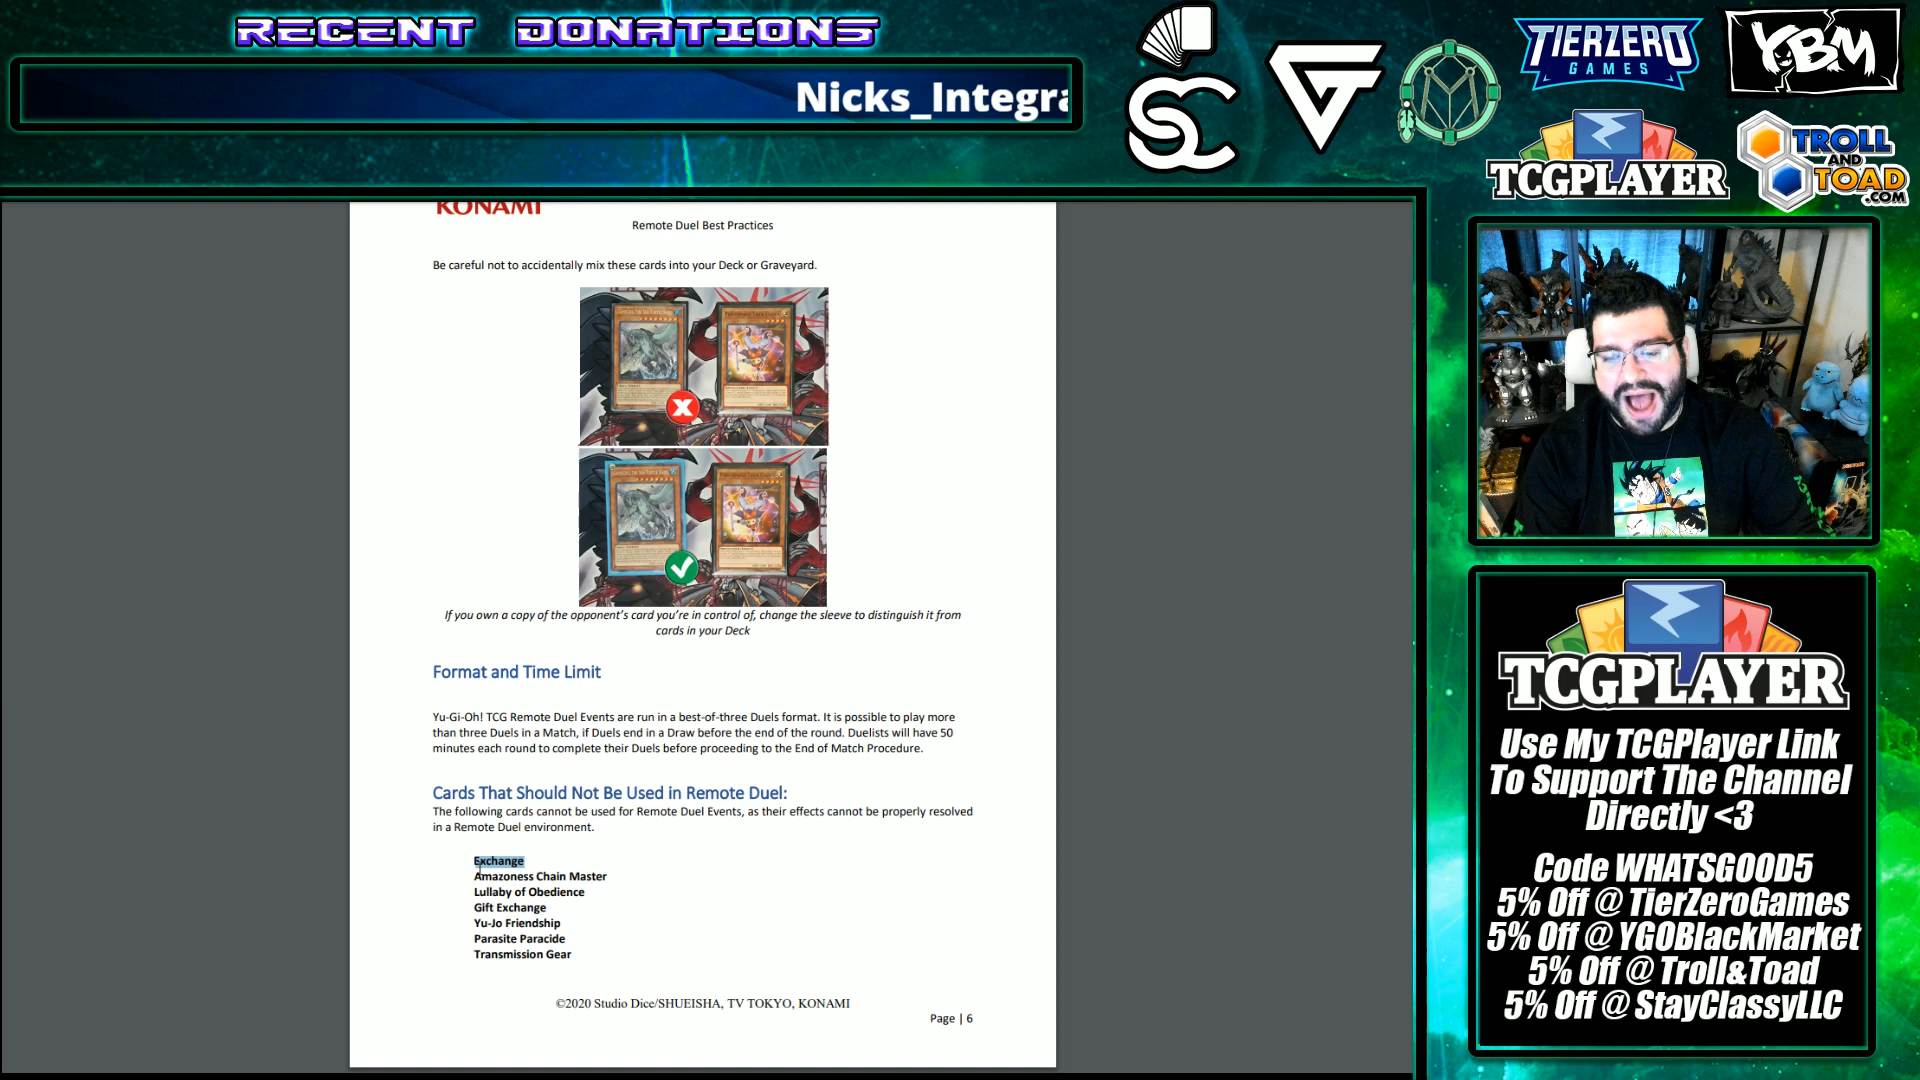 RECENT DONATIONS
Nicks_Integra
SC
TIERZERO
GAMES
YBM
TCGPLAYER
TROLL
AND
TOAD
.COM
KONAMI
Remote Duel Best Practices
Be careful not to accidentally mix these cards into your Deck or Graveyard.
If you own a copy of the opponent's card you're in control of, change the sleeve to distinguish it from
cards in your Deck
Format and Time Limit
Yu-Gi-Oh! TCG Remote Duel Events are run in a best-of-three Duels format. It is possible to play more
than three Duels in a Match, if Duels end in a Draw before the end of the round. Duelists will have 50
minutes each round to complete their Duels before proceeding to the End of Match Procedure.
Cards That Should Not Be Used in Remote Duel:
The following cards cannot be used for Remote Duel Events, as their effects cannot be properly resolved
in a Remote Duel environment.
Exchange
Amazoness Chain Master
Lullaby of Obedience
Gift Exchange
Yu-Jo Friendship
Parasite Paracide
Transmission Gear
©2020 Studio Dice/SHUEISHA, TV TOKYO, KONAMI
Page | 6
TCGPLAYER
Use My TCGPlayer Link
To Support The Channel
Directly <3
Code WHATSGOOD5
5% Off @ TierZeroGames
5% Off @ YGOBlackMarket
5% Off @ Troll&Toad
5% Off @ StayClassyLLC